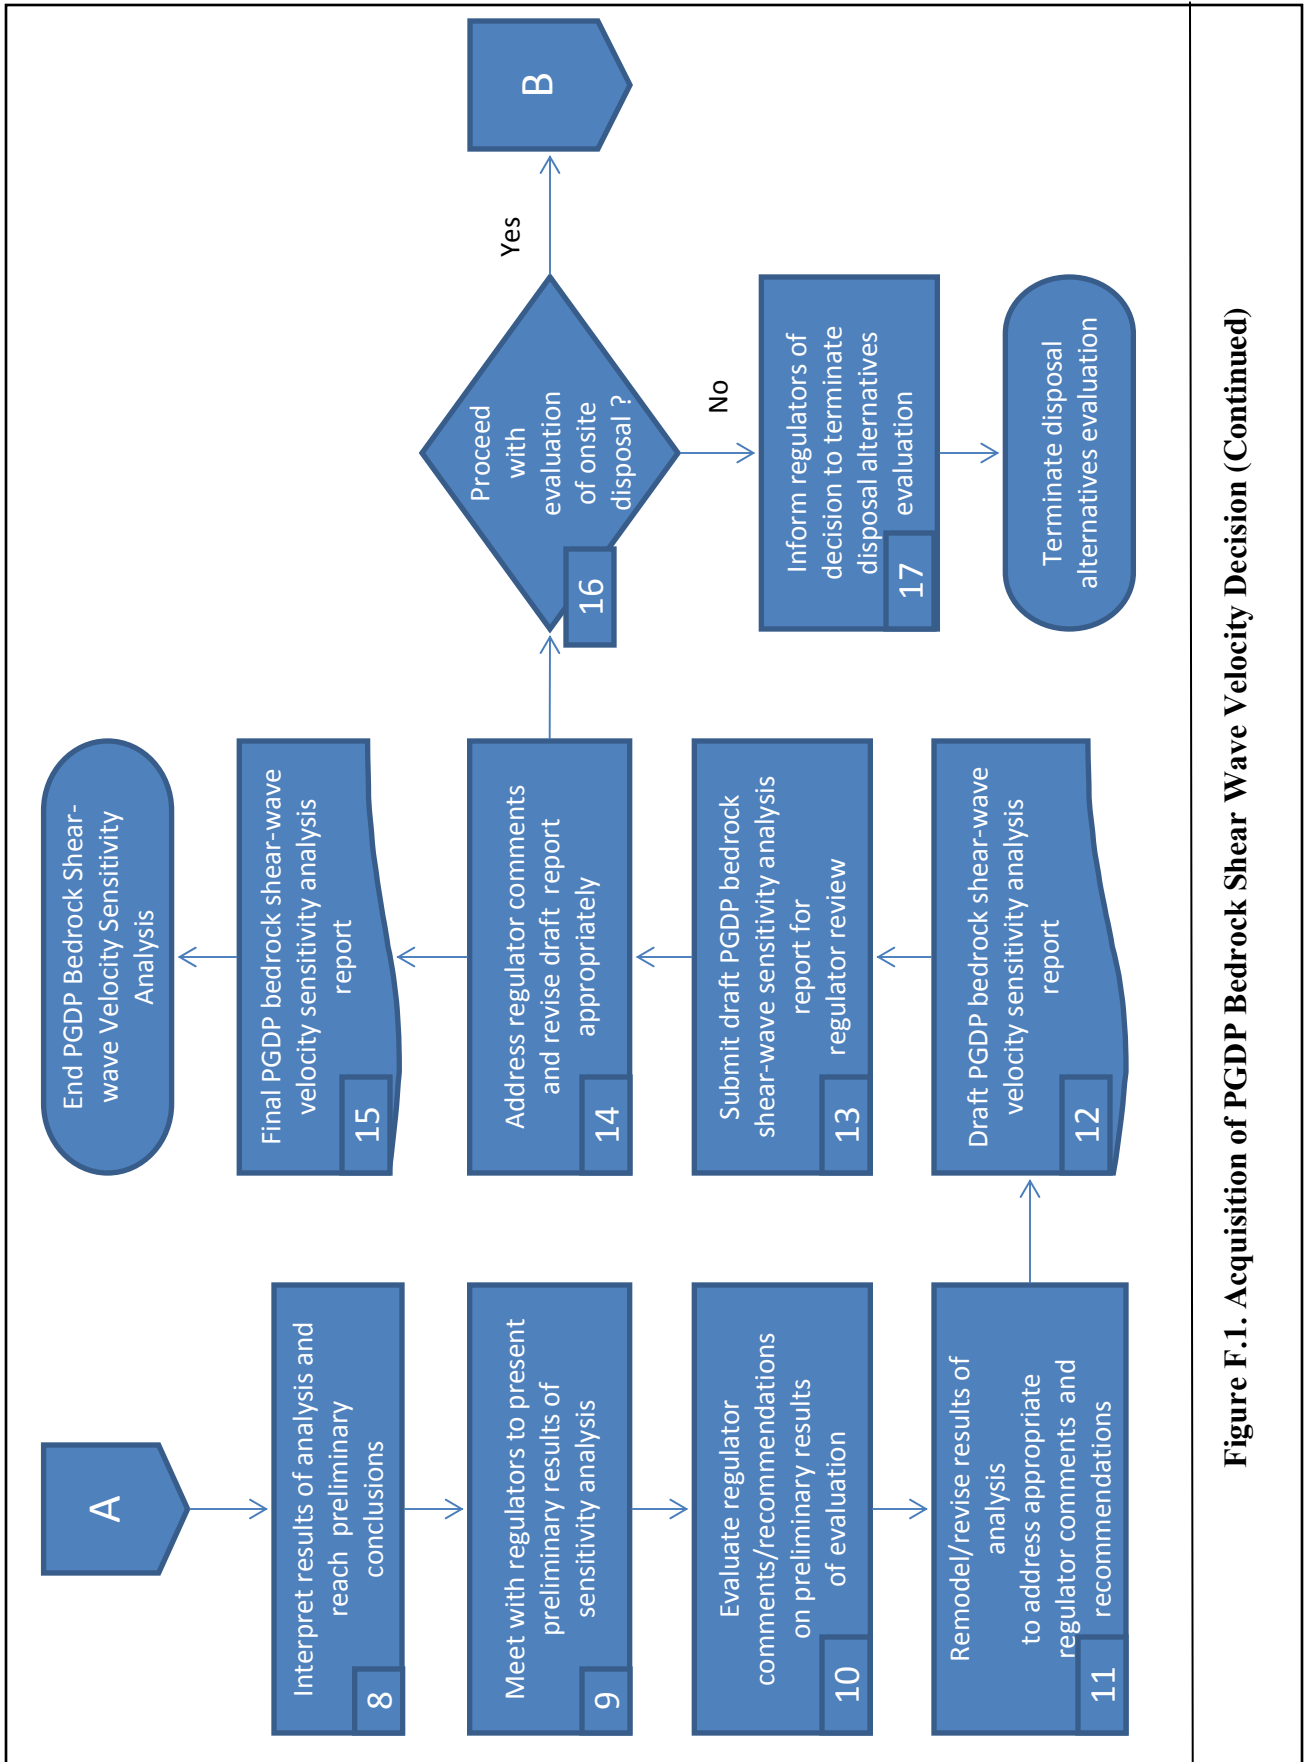 A
Interpret results of analysis and
reach preliminary
conclusions
8
Meet with regulators to present
preliminary results of
sensitivity analysis
9
Evaluate regulator
comments/recommendations
on preliminary results
of evaluation
10
Remodel/revise results of
analysis
to address appropriate
regulator comments and
recommendations
11
Draft PGDP bedrock shear-wave
velocity sensitivity analysis
report
12
Submit draft PGDP bedrock
shear-wave sensitivity analysis
report for
regulator review
13
Address regulator comments
and revise draft report
appropriately
14
Final PGDP bedrock shear-wave
velocity sensitivity analysis
report
15
End PGDP Bedrock Shear-
wave Velocity Sensitivity
Analysis
Proceed
with
evaluation
of onsite
disposal ?
16
Yes
B
No
Inform regulators of
decision to terminate
disposal alternatives
evaluation
17
Terminate disposal
alternatives evaluation
Figure F.1. Acquisition of PGDP Bedrock Shear Wave Velocity Decision (Continued)